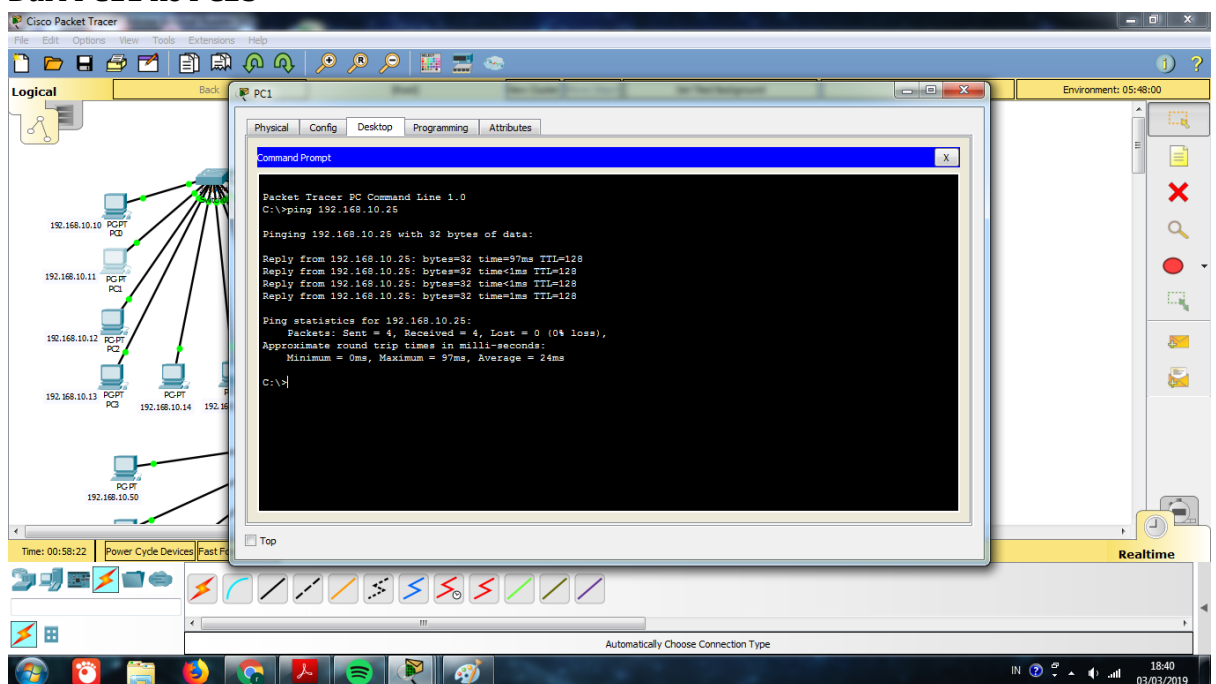 Cisco Packet Tracer
File Edit Options View Tools Extensions Help
Logical
Back
[Root]
Environment: 05:48:00
PC1
Physical Config Desktop Programming Attributes
Command Prompt
X
Packet Tracer PC Command Line 1.0
C:\>ping 192.168.10.25
Pinging 192.168.10.25 with 32 bytes of data:
Reply from 192.168.10.25: bytes=32 time=97ms TTL=128
Reply from 192.168.10.25: bytes=32 time<1ms TTL=128
Reply from 192.168.10.25: bytes=32 time<1ms TTL=128
Reply from 192.168.10.25: bytes=32 time=1ms TTL=128
Ping statistics for 192.168.10.25:
Packets: Sent = 4, Received = 4, Lost = 0 (0% loss),
Approximate round trip times in milli-seconds:
Minimum = 0ms, Maximum = 97ms, Average = 24ms
C:\>
Top
192.168.10.10 PC-PT
PC0
192.168.10.11 PC-PT
PC1
192.168.10.12 PC-PT
PC2
192.168.10.13 PC-PT
PC3
PC-PT
192.168.10.14
PC-PT
192.168.10.50
Time: 00:58:22 Power Cycle Devices
Realtime
Automatically Choose Connection Type
IN
18:40
03/03/2019